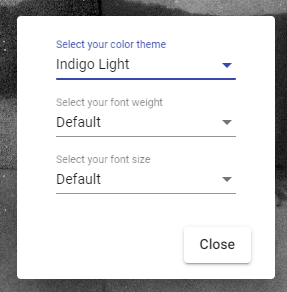 Select your color theme
Indigo Light
Select your font weight
Default
Select your font size
Default
Close